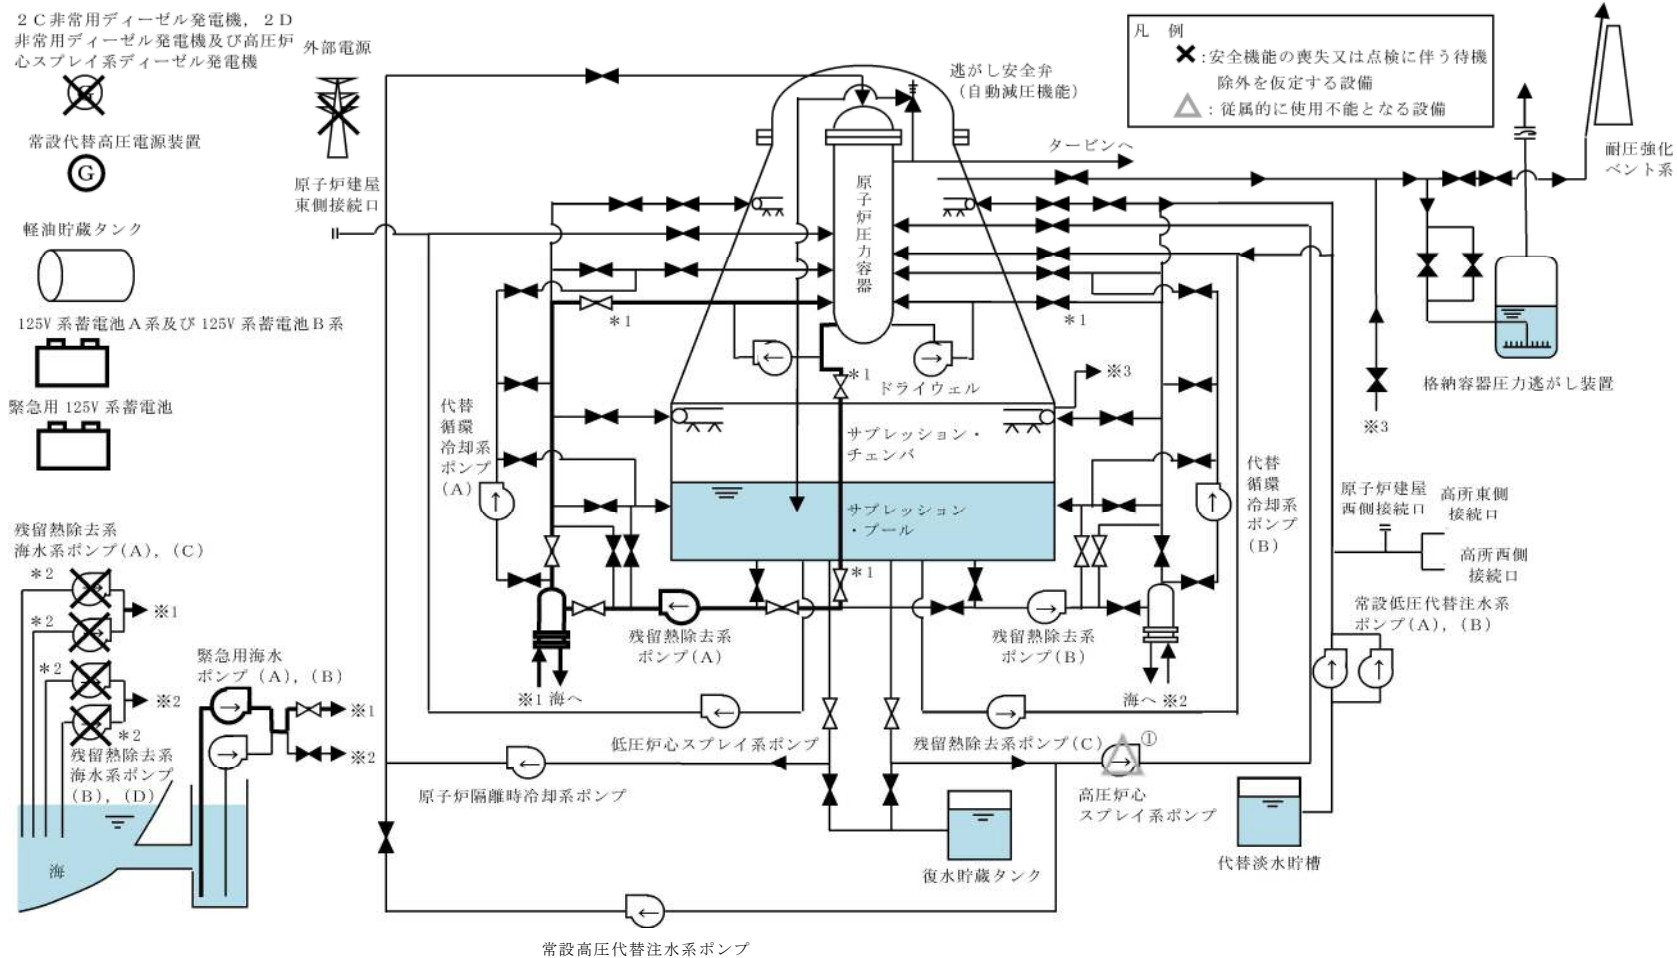 2C非常用ディーゼル発電機,2D
非常用ディーゼル発電機及び高圧炉
心スプレイ系ディーゼル発電機
G
外部電源
常設代替高圧電源装置
G
原子炉建屋
東側接続口
軽油貯蔵タンク
125V系蓄電池A系及び125V系蓄電池B系
緊急用125V系蓄電池
凡 例
×:安全機能の喪失又は点検に伴う待機
除外を仮定する設備
△:従属的に使用不能となる設備
逃がし安全弁
(自動減圧機能)
タービンへ
耐圧強化
ベント系
原子炉圧力容器
*1
*1
*1
ドライウェル
※3
格納容器圧力逃がし装置
※3
代替
循環
冷却系
ポンプ
(A)
サプレッション・
チェンバ
サプレッション
・プール
*1
代替
循環
冷却系
ポンプ
(B)
原子炉建屋
西側接続口
高所東側
接続口
高所西側
接続口
残留熱除去系
海水系ポンプ(A),(C)
*2
※1
*2
*2
※2
*2
残留熱除去系
海水系ポンプ
(B),(D)
海
緊急用海水
ポンプ(A),(B)
※1
※2
残留熱除去系
ポンプ(A)
残留熱除去系
ポンプ(B)
※1 海へ
海へ ※2
常設低圧代替注水系
ポンプ(A),(B)
低圧炉心スプレイ系ポンプ
残留熱除去系ポンプ(C)
①
原子炉隔離時冷却系ポンプ
高圧炉心
スプレイ系ポンプ
復水貯蔵タンク
代替淡水貯槽
常設高圧代替注水系ポンプ